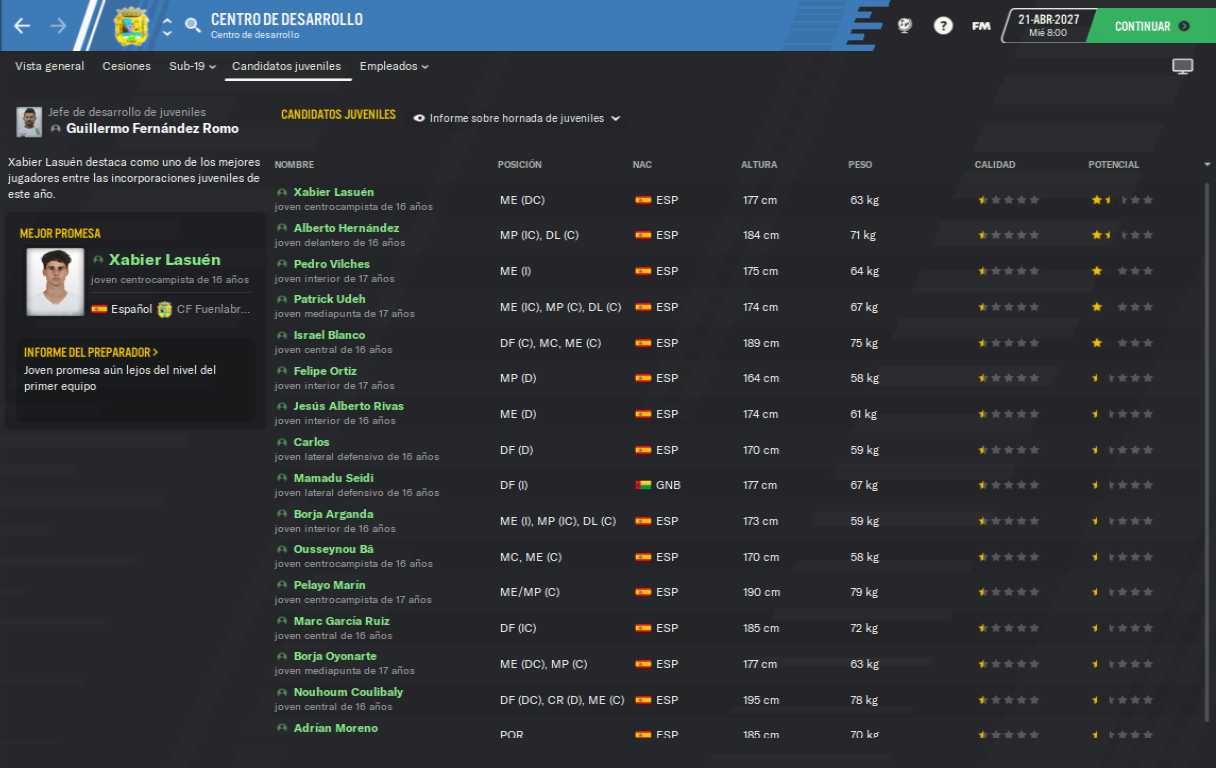 CENTRO DE DESARROLLO
Centro de desarrollo
FM
21-ABR-2027
Mié 8:00
CONTINUAR
Vista general Cesiones Sub-19 Candidatos juveniles Empleados
Jefe de desarrollo de juveniles
Guillermo Fernández Romo
Xabier Lasuén destaca como uno de los mejores
jugadores entre las incorporaciones juveniles de
este año.
MEJOR PROMESA
Xabier Lasuén
joven centrocampista de 16 años
Español CF Fuenlabr...
INFORME DEL PREPARADOR >
Joven promesa aún lejos del nivel del
primer equipo
CANDIDATOS JUVENILES Informe sobre hornada de juveniles
NOMBRE POSICIÓN NAC ALTURA PESO CALIDAD POTENCIAL
Xabier Lasuén
joven centrocampista de 16 años ME (DC) ESP 177 cm 63 kg
Alberto Hernández
joven delantero de 16 años MP (IC), DL (C) ESP 184 cm 71 kg
Pedro Vilches
joven interior de 17 años ME (I) ESP 175 cm 64 kg
Patrick Udeh
joven mediapunta de 17 años ME (IC), MP (C), DL (C) ESP 174 cm 67 kg
Israel Blanco
joven central de 16 años DF (C), MC, ME (C) ESP 189 cm 75 kg
Felipe Ortiz
joven interior de 17 años MP (D) ESP 164 cm 58 kg
Jesús Alberto Rivas
joven interior de 16 años ME (D) ESP 174 cm 61 kg
Carlos
joven lateral defensivo de 16 años DF (D) ESP 170 cm 59 kg
Mamadu Seidi
joven lateral defensivo de 16 años DF (I) GNB 177 cm 67 kg
Borja Arganda
joven interior de 16 años ME (I), MP (IC), DL (C) ESP 173 cm 59 kg
Ousseynou Bâ
joven centrocampista de 16 años MC, ME (C) ESP 170 cm 58 kg
Pelayo Marín
joven centrocampista de 17 años ME/MP (C) ESP 190 cm 79 kg
Marc García Ruiz
joven central de 16 años DF (IC) ESP 185 cm 72 kg
Borja Oyonarte
joven mediapunta de 17 años ME (DC), MP (C) ESP 177 cm 63 kg
Nouhoum Coulibaly
joven central de 16 años DF (DC), CR (D), ME (C) ESP 195 cm 78 kg
Adrián Moreno
POR ESP 185 cm 70 kg